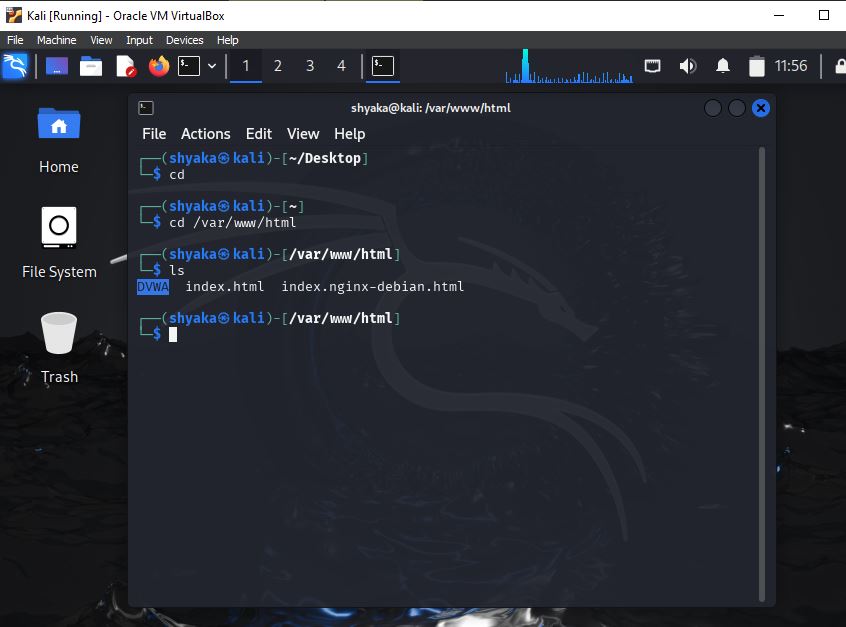 Kali [Running] - Oracle VM VirtualBox
File Machine View Input Devices Help
1 2 3 4 11:56
shyaka@kali: /var/www/html
File Actions Edit View Help
┌──(shyaka㉿kali)-[~/Desktop]
└─$ cd
┌──(shyaka㉿kali)-[~]
└─$ cd /var/www/html
┌──(shyaka㉿kali)-[/var/www/html]
└─$ ls
DVWA index.html index.nginx-debian.html
┌──(shyaka㉿kali)-[/var/www/html]
└─$
Home
File System
Trash